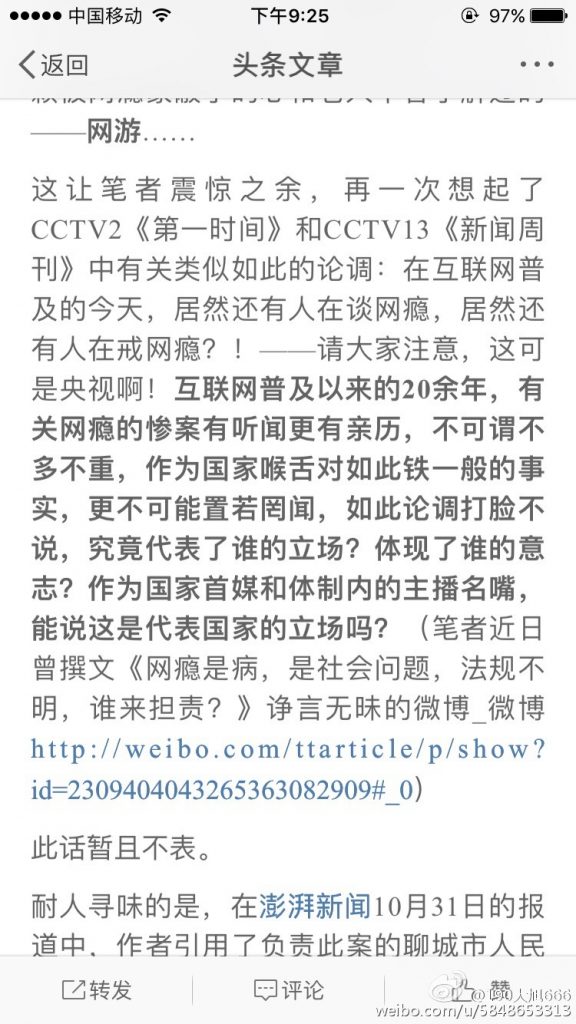 中国移动 下午9:25 97%
返回 头条文章
——网游……
这让笔者震惊之余，再一次想起了
CCTV2《第一时间》和CCTV13《新闻周
刊》中有关类似如此的论调：在互联网普
及的今天，居然还有人在谈网瘾，居然还
有人在戒网瘾？！——请大家注意，这可
是央视啊！互联网普及以来的20余年，有
关网瘾的惨案有听闻更有亲历，不可谓不
多不重，作为国家喉舌对如此铁一般的事
实，更不可能置若罔闻，如此论调打脸不
说，究竟代表了谁的立场？体现了谁的意
志？作为国家首媒和体制内的主播名嘴，
能说这是代表国家的立场吗？（笔者近日
曾撰文《网瘾是病，是社会问题，法规不
明，谁来担责？》诤言无昧的微博_微博
http://weibo.com/ttarticle/p/show?
id=2309404043265363082909#_0）
此话暂且不表。
耐人寻味的是，在澎湃新闻10月31日的报
道中，作者引用了负责此案的聊城市人民
转发 评论 赞
weibo.com/u/5848653313